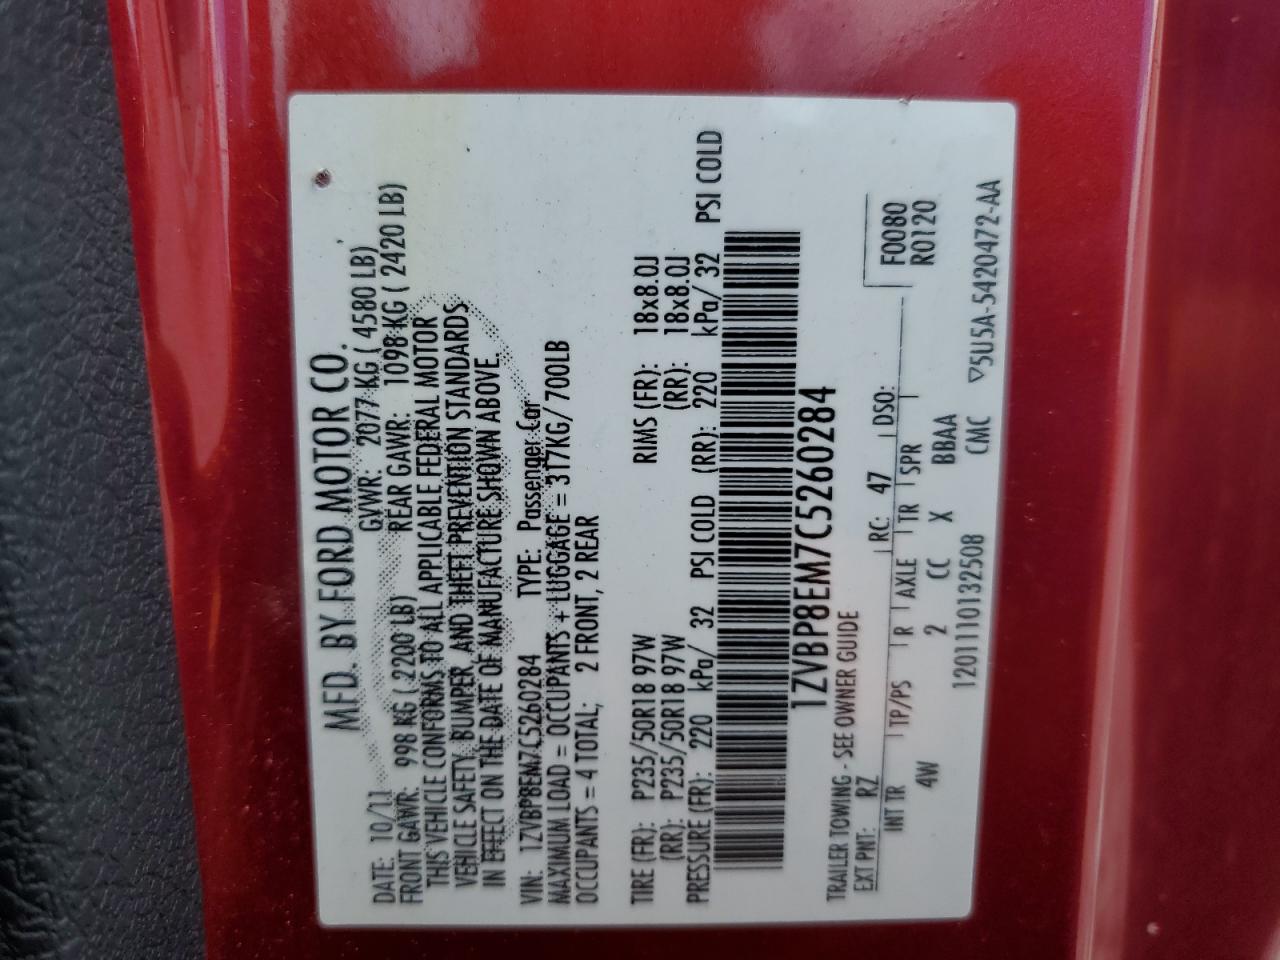 MFD. BY FORD MOTOR CO.
DATE: 10/11 GVWR: 2077 KG ( 4580 LB)
FRONT GAWR: 998 KG ( 2200 LB) REAR GAWR: 1098 KG ( 2420 LB)
THIS VEHICLE CONFORMS TO ALL APPLICABLE FEDERAL MOTOR
VEHICLE SAFETY, BUMPER, AND THEFT PREVENTION STANDARDS
IN EFFECT ON THE DATE OF MANUFACTURE SHOWN ABOVE.
VIN: 1ZVBP8EM7C5260284 TYPE: Passenger Car
MAXIMUM LOAD = OCCUPANTS + LUGGAGE = 317KG/ 700LB
OCCUPANTS = 4 TOTAL; 2 FRONT, 2 REAR
TIRE (FR): P235/50R18 97W RIMS (FR): 18x8.0J
(RR): P235/50R18 97W (RR): 18x8.0J
PRESSURE (FR): 220 kPa/ 32 PSI COLD (RR): 220 kPa/ 32 PSI COLD
1ZVBP8EM7C5260284
TRAILER TOWING - SEE OWNER GUIDE
EXT PNT: RZ RC: 47 DSO: F0080
INT TR TP/PS R AXLE TR SPR R0120
4W 2 CC X BBAA
1201110132508 CMC ▽5U5A-5420472-AA